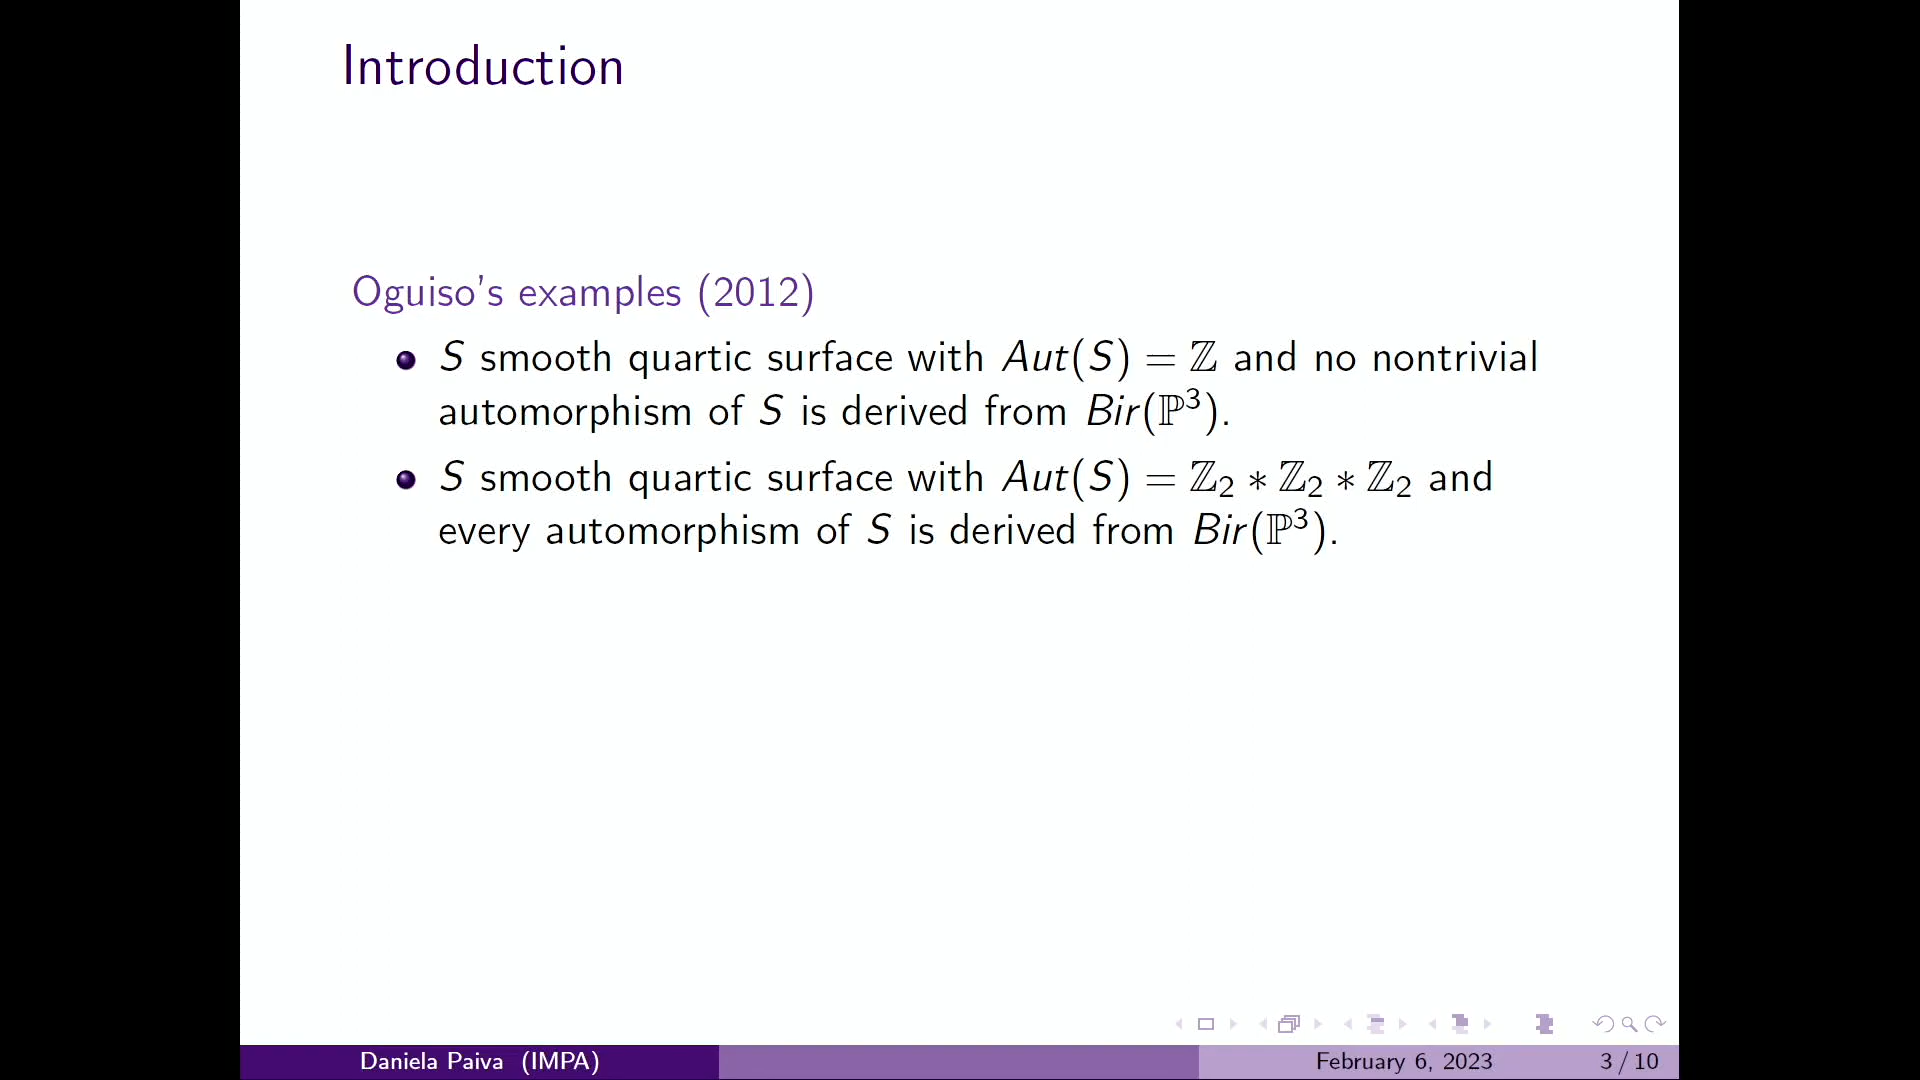 Introduction
Oguiso's examples (2012)
S smooth quartic surface with Aut(S) = ℤ and no nontrivial
automorphism of S is derived from Bir(ℙ³).
S smooth quartic surface with Aut(S) = ℤ₂ ∗ ℤ₂ ∗ ℤ₂ and
every automorphism of S is derived from Bir(ℙ³).
Daniela Paiva (IMPA) February 6, 2023 3 / 10